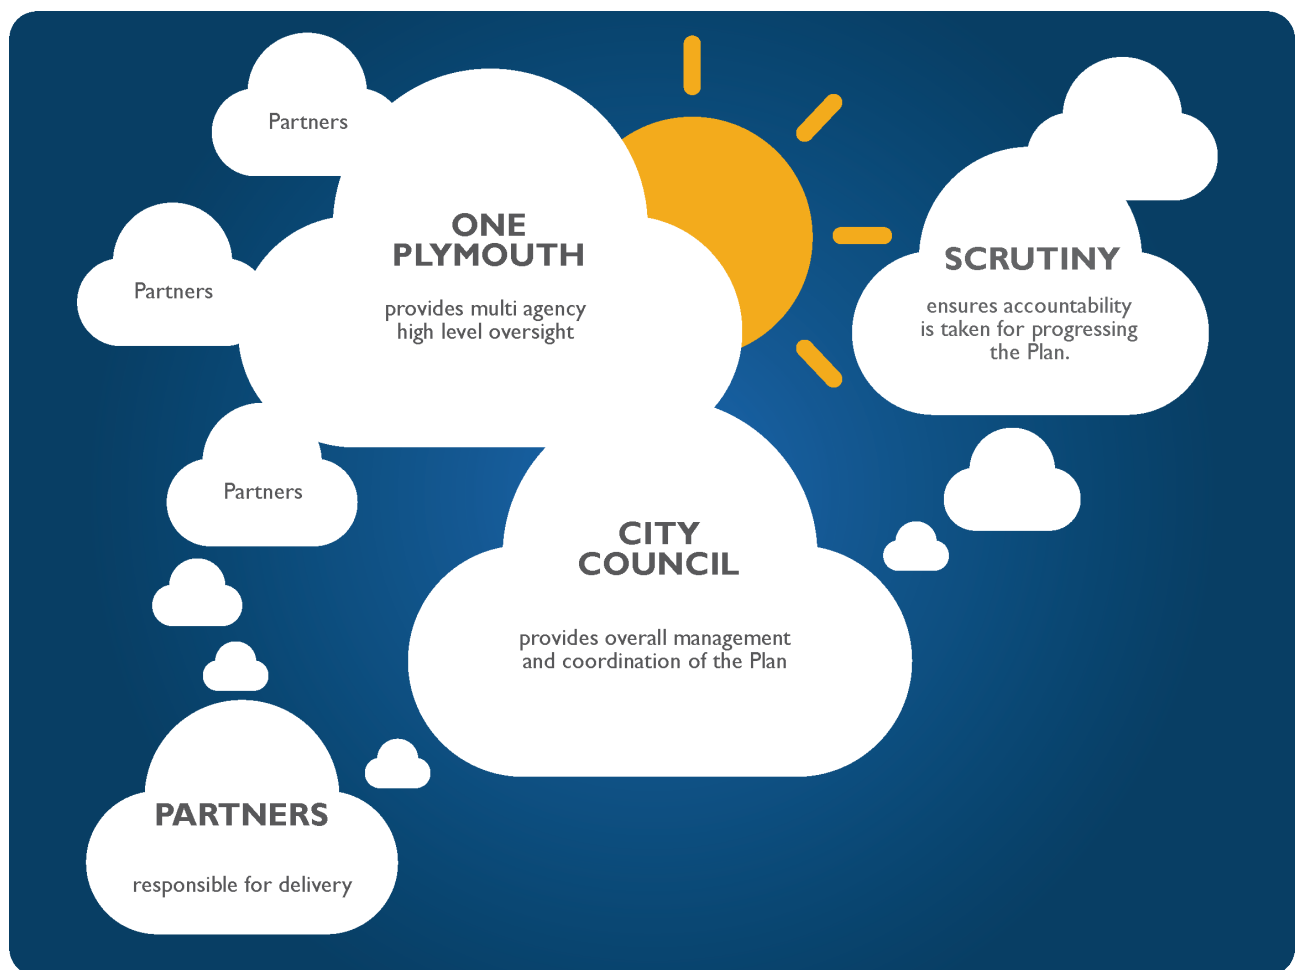 Partners
ONE
PLYMOUTH
provides multi agency
high level oversight
SCRUTINY
ensures accountability
is taken for progressing
the Plan.
Partners
Partners
CITY
COUNCIL
provides overall management
and coordination of the Plan
PARTNERS
responsible for delivery